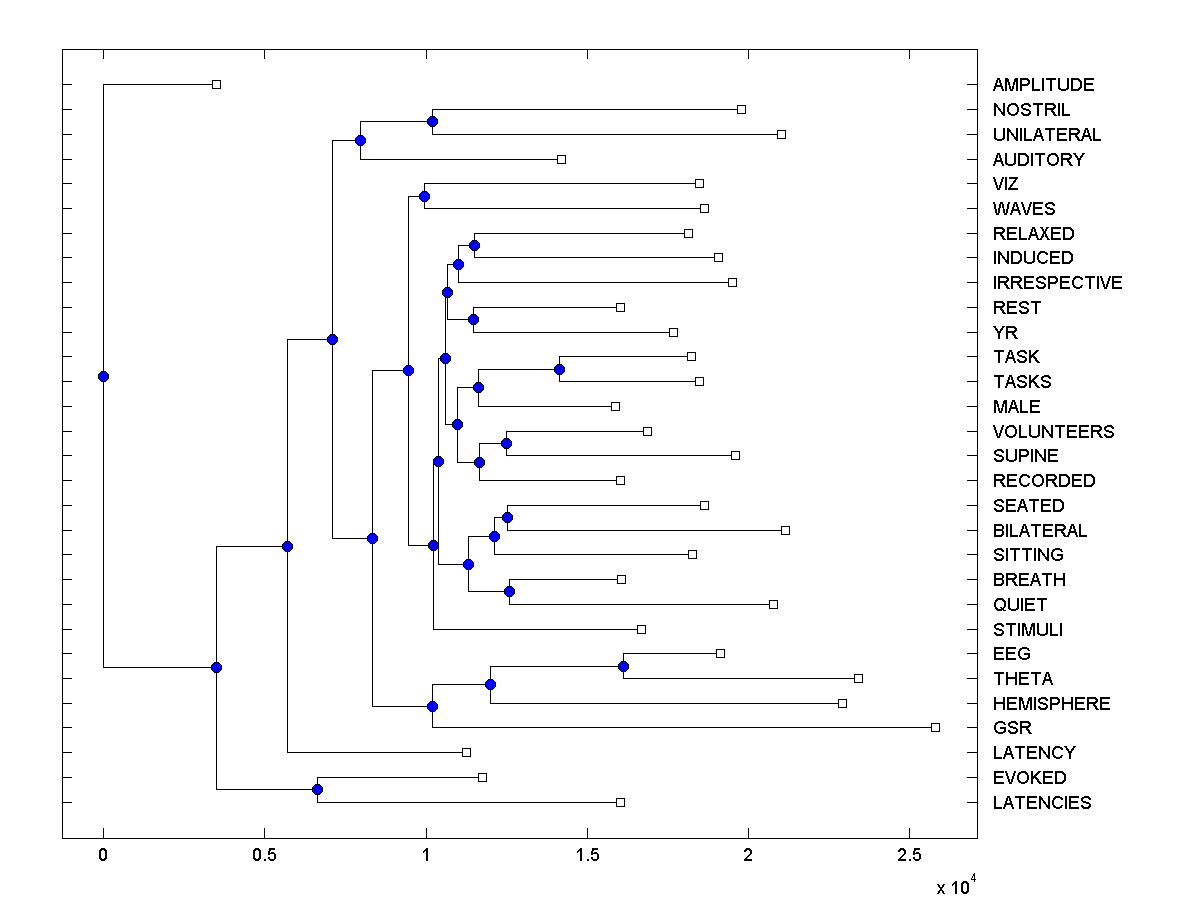 AMPLITUDE
NOSTRIL
UNILATERAL
AUDITORY
VIZ
WAVES
RELAXED
INDUCED
IRRESPECTIVE
REST
YR
TASK
TASKS
MALE
VOLUNTEERS
SUPINE
RECORDED
SEATED
BILATERAL
SITTING
BREATH
QUIET
STIMULI
EEG
THETA
HEMISPHERE
GSR
LATENCY
EVOKED
LATENCIES
0 0.5 1 1.5 2 2.5
x 10^4